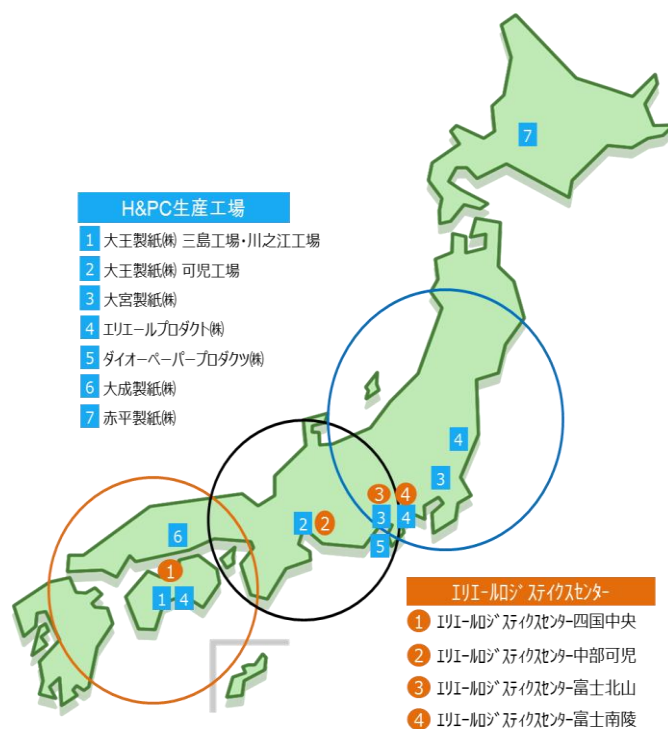 7
H&PC生産工場
1 大王製紙㈱ 三島工場・川之江工場
2 大王製紙㈱ 可児工場
3 大宮製紙㈱
4 エリエールプロダクト㈱
5 ダイオーペーパープロダクツ㈱
6 大成製紙㈱
7 赤平製紙㈱
4
3
3 4
2 2 3 4
6 5
1
1 4
エリエールロジスティクスセンター
1 エリエールロジスティクスセンター四国中央
2 エリエールロジスティクスセンター中部可児
3 エリエールロジスティクスセンター富士北山
4 エリエールロジスティクスセンター富士南陵